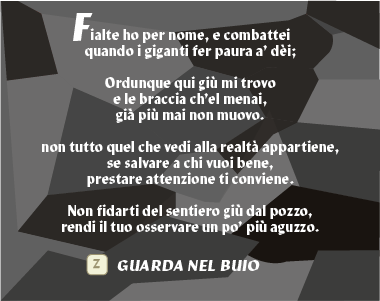 Fialte ho per nome, e combattei
quando i giganti fer paura a' dèi;
Ordunque qui giù mi trovo
e le braccia ch'el menai,
già più mai non muovo.
non tutto quel che vedi alla realtà appartiene,
se salvare a chi vuoi bene,
prestare attenzione ti conviene.
Non fidarti del sentiero giù dal pozzo,
rendi il tuo osservare un po' più aguzzo.
Z GUARDA NEL BUIO